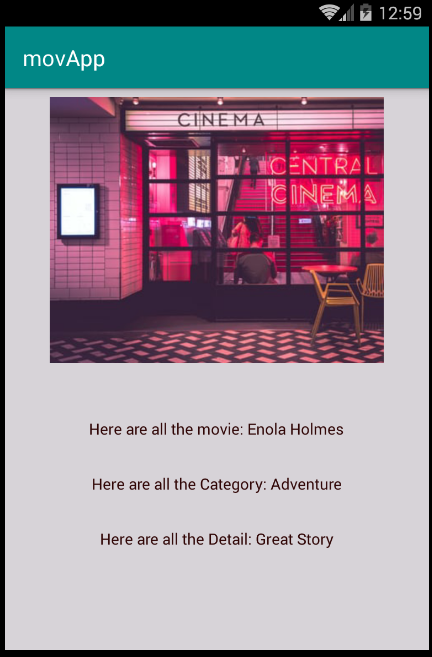 12:59
movApp
CINEMA
CENTRAL
CINEMA
Here are all the movie: Enola Holmes
Here are all the Category: Adventure
Here are all the Detail: Great Story